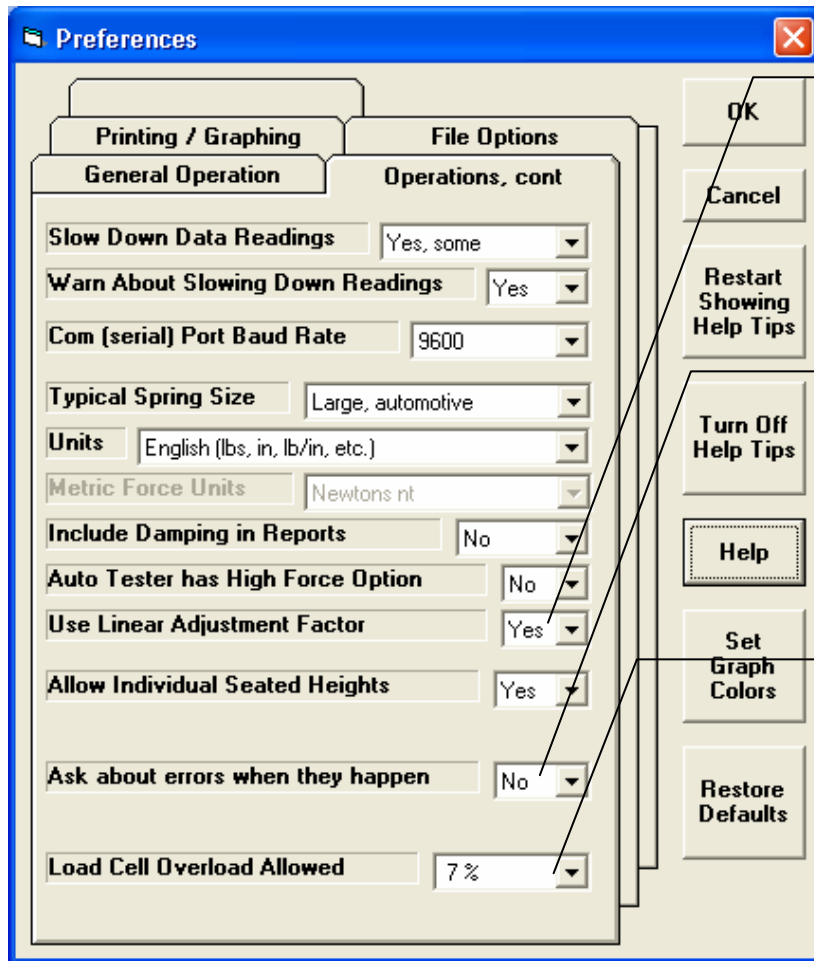 Preferences
Printing / Graphing
File Options
General Operation
Operations, cont
Slow Down Data Readings
Yes, some
Warn About Slowing Down Readings
Yes
Com (serial) Port Baud Rate
9600
Typical Spring Size
Large, automotive
Units
English (lbs, in, lb/in, etc.)
Metric Force Units
Newtons nt
Include Damping in Reports
No
Auto Tester has High Force Option
No
Use Linear Adjustment Factor
Yes
Allow Individual Seated Heights
Yes
Ask about errors when they happen
No
Load Cell Overload Allowed
7 %
OK
Cancel
Restart
Showing
Help Tips
Turn Off
Help Tips
Help
Set
Graph
Colors
Restore
Defaults